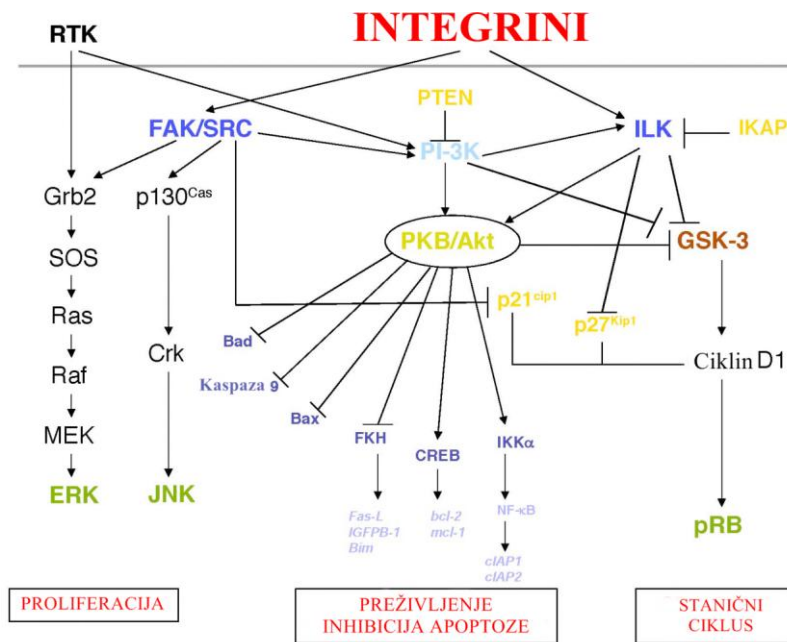 RTK
INTEGRINI
PTEN
FAK/SRC
ILK
IKAP
PI-3K
Grb2
p130Cas
PKB/Akt
GSK-3
SOS
p21cip1
p27Kip1
Ras
Bad
Crk
Ciklin D1
Raf
Kaspaza 9
Bax
MEK
FKH
CREB
IKKα
ERK
JNK
Fas-L
IGFPB-1
Bim
bcl-2
mcl-1
NF-κB
pRB
cIAP1
cIAP2
PROLIFERACIJA
PREŽIVLJENJE
INHIBICIJA APOPTOZE
STANIČNI
CIKLUS